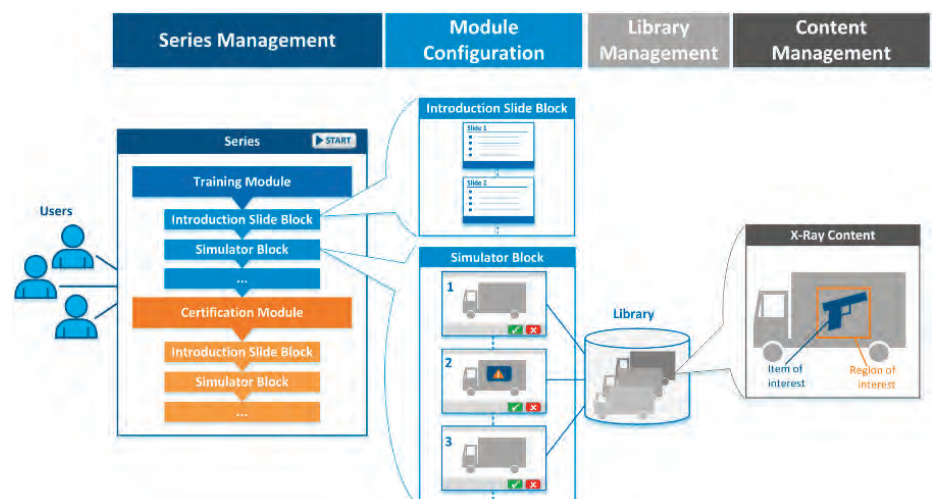 Series Management
Module
Configuration
Library
Management
Content
Management
Users
Series
START
Training Module
Introduction Slide Block
Simulator Block
...
Certification Module
Introduction Slide Block
Simulator Block
...
Introduction Slide Block
Slide 1
Slide 2
Simulator Block
1
2
3
Library
X-Ray Content
Item of
interest
Region of
interest